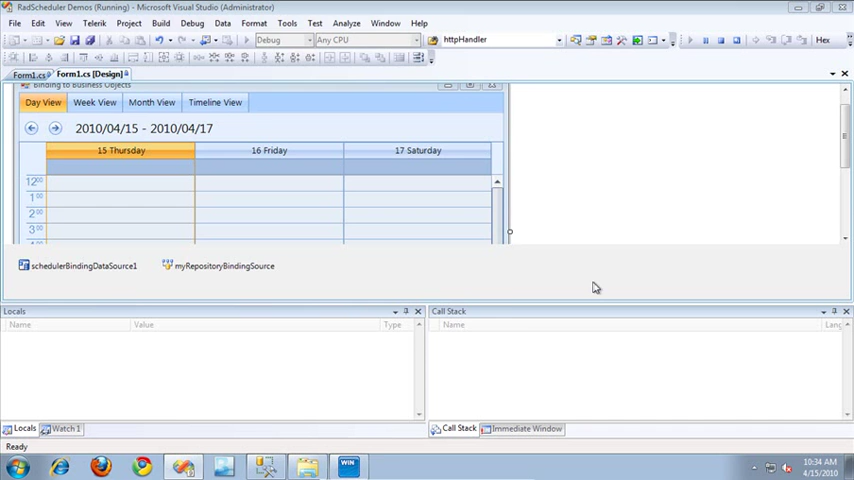 RadScheduler Demos (Running) - Microsoft Visual Studio (Administrator)
File Edit View Telerik Project Build Debug Data Format Tools Test Analyze Window Help
Debug Any CPU httpHandler Hex
Form1.cs Form1.cs [Design]
Binding to Business Objects
Day View Week View Month View Timeline View
2010/04/15 - 2010/04/17
15 Thursday 16 Friday 17 Saturday
12 00
1 00
2 00
3 00
schedulerBindingDataSource1 myRepositoryBindingSource
Locals Call Stack
Name Value Type Name Lang
Locals Watch 1 Call Stack Immediate Window
Ready
WIN
10:34 AM
4/15/2010